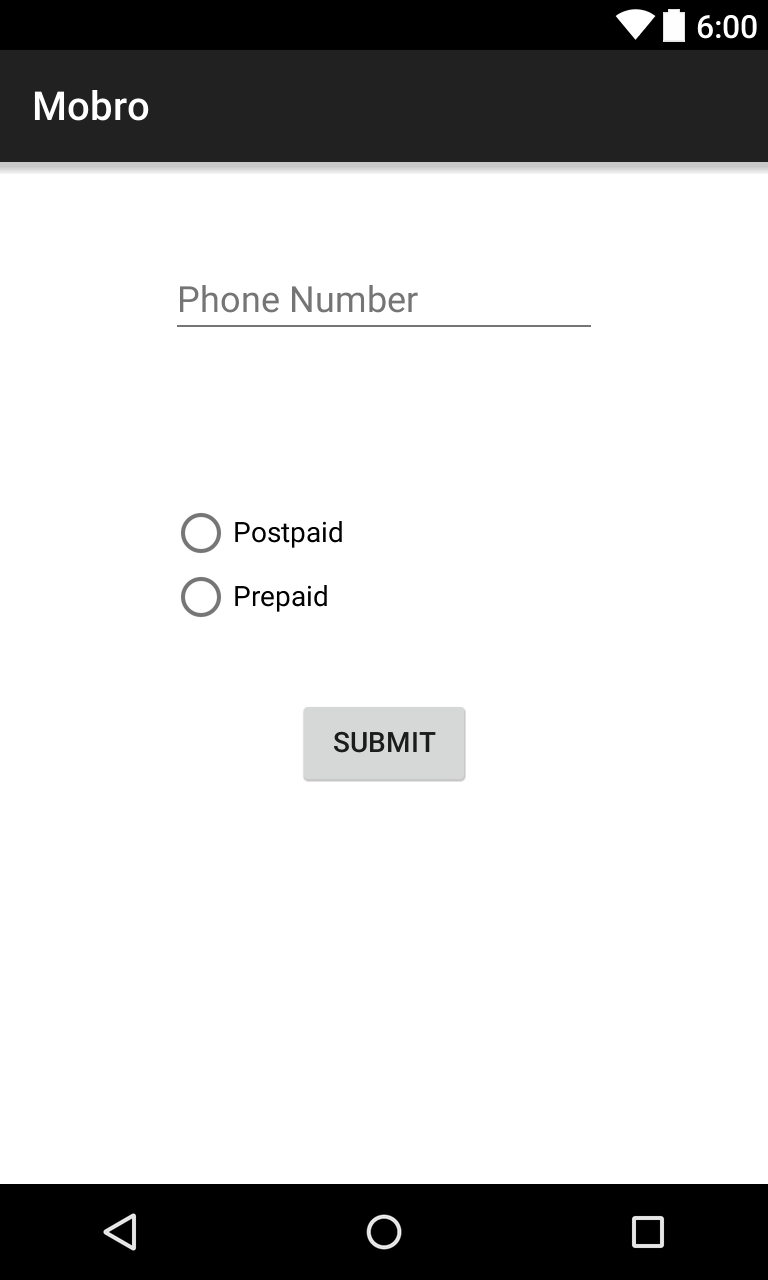 6:00
Mobro
Phone Number
Postpaid
Prepaid
SUBMIT